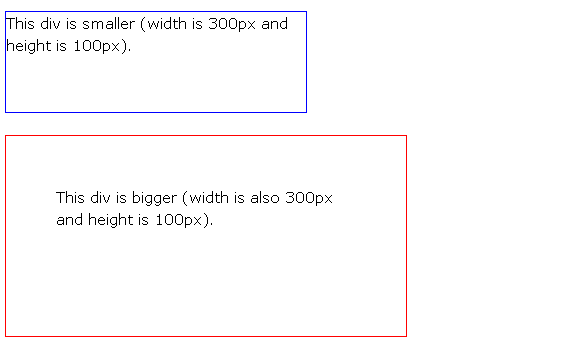 This div is smaller (width is 300px and
height is 100px).
This div is bigger (width is also 300px
and height is 100px).